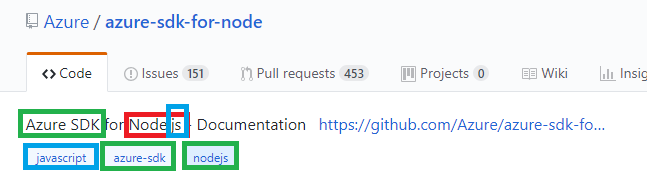 Azure / azure-sdk-for-node
Code Issues 151 Pull requests 453 Projects 0 Wiki
Azure SDK for Node.js - Documentation https://github.com/Azure/azure-sdk-fo...
javascript azure-sdk nodejs